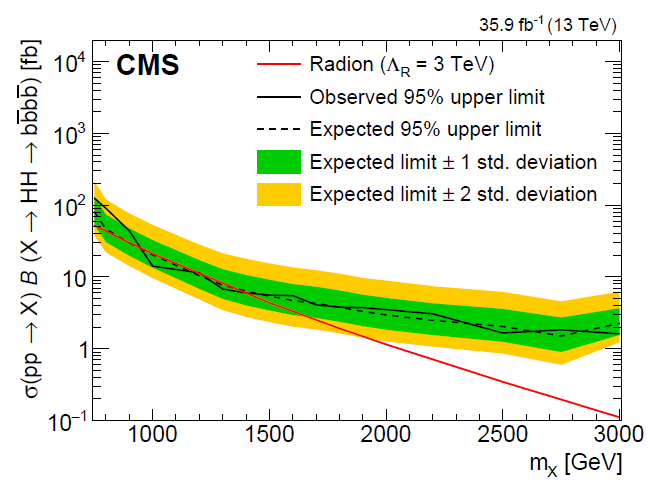 35.9 fb⁻¹ (13 TeV)
CMS
Radion (Λ_R = 3 TeV)
Observed 95% upper limit
Expected 95% upper limit
Expected limit ± 1 std. deviation
Expected limit ± 2 std. deviation
σ(pp → X) B (X → HH → bb̅bb̅) [fb]
10⁴
10³
10²
10
1
10⁻¹
1000 1500 2000 2500 3000
m_X [GeV]